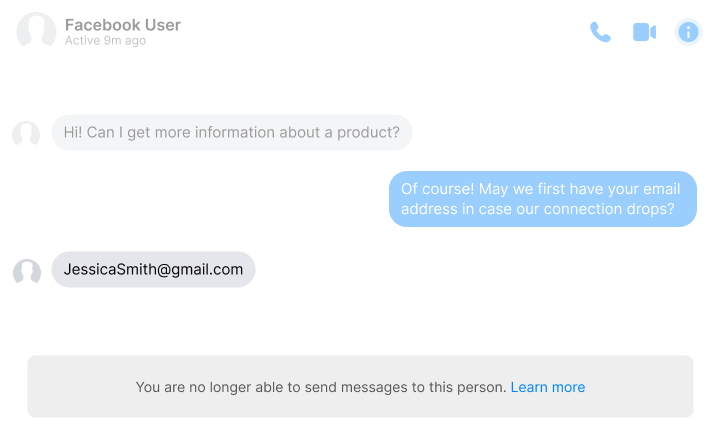 Facebook User
Active 9m ago
Hi! Can I get more information about a product?
Of course! May we first have your email
address in case our connection drops?
JessicaSmith@gmail.com
You are no longer able to send messages to this person. Learn more